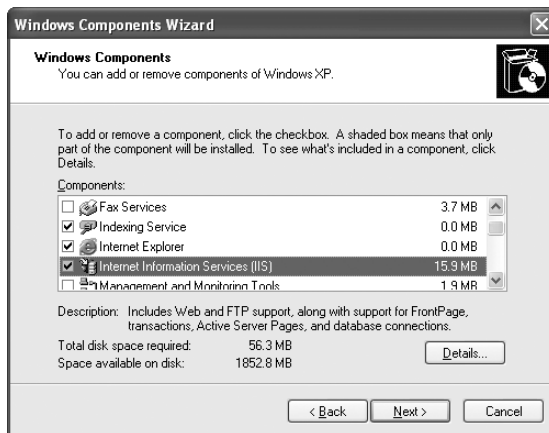 Windows Components Wizard
Windows Components
You can add or remove components of Windows XP.
To add or remove a component, click the checkbox. A shaded box means that only
part of the component will be installed. To see what's included in a component, click
Details.
Components:
Fax Services 3.7 MB
Indexing Service 0.0 MB
Internet Explorer 0.0 MB
Internet Information Services (IIS) 15.9 MB
Management and Monitoring Tools 1.9 MB
Description: Includes Web and FTP support, along with support for FrontPage,
transactions, Active Server Pages, and database connections.
Total disk space required: 56.3 MB
Space available on disk: 1852.8 MB
Details...
< Back Next > Cancel